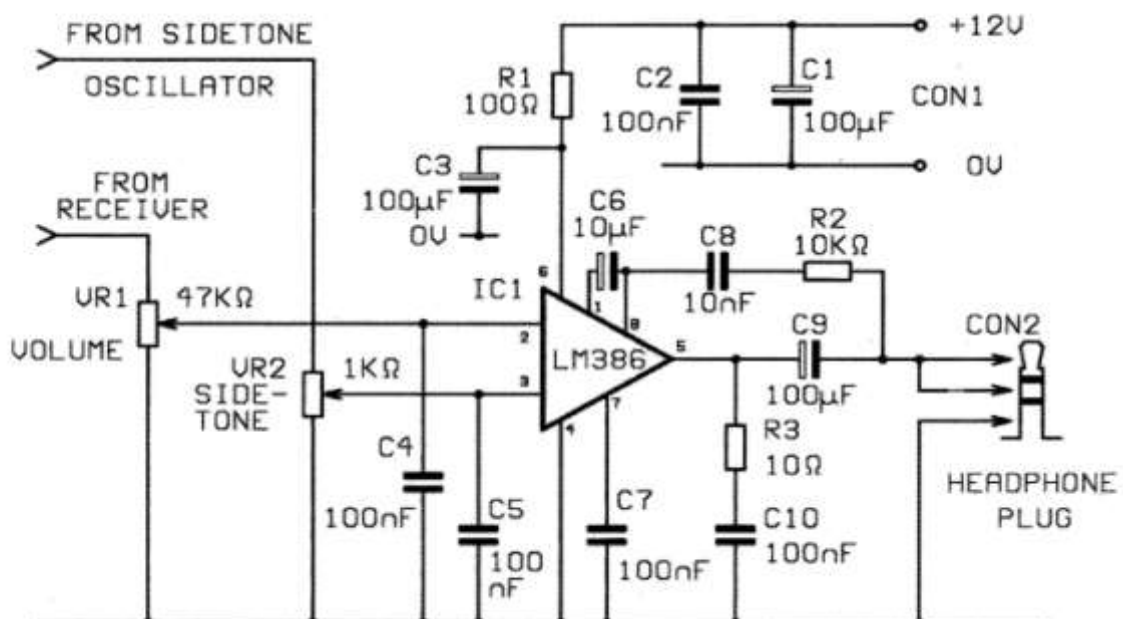 FROM SIDETONE
OSCILLATOR
FROM
RECEIVER
VR1
VOLUME
47KΩ
VR2
SIDE-
TONE
1KΩ
R1
100Ω
C3
100µF
0V
C2
100nF
C1
100µF
+12V
CON1
0V
C6
10µF
C8
10nF
R2
10KΩ
IC1
LM386
6
1
8
2
3
5
7
4
C9
100µF
CON2
R3
10Ω
C4
100nF
C5
100
nF
C7
100nF
C10
100nF
HEADPHONE
PLUG